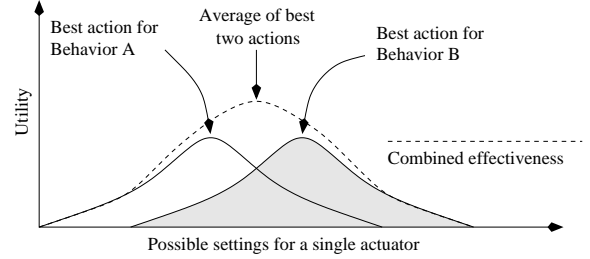 Best action for
Behavior A
Average of best
two actions
Best action for
Behavior B
Utility
Combined effectiveness
Possible settings for a single actuator